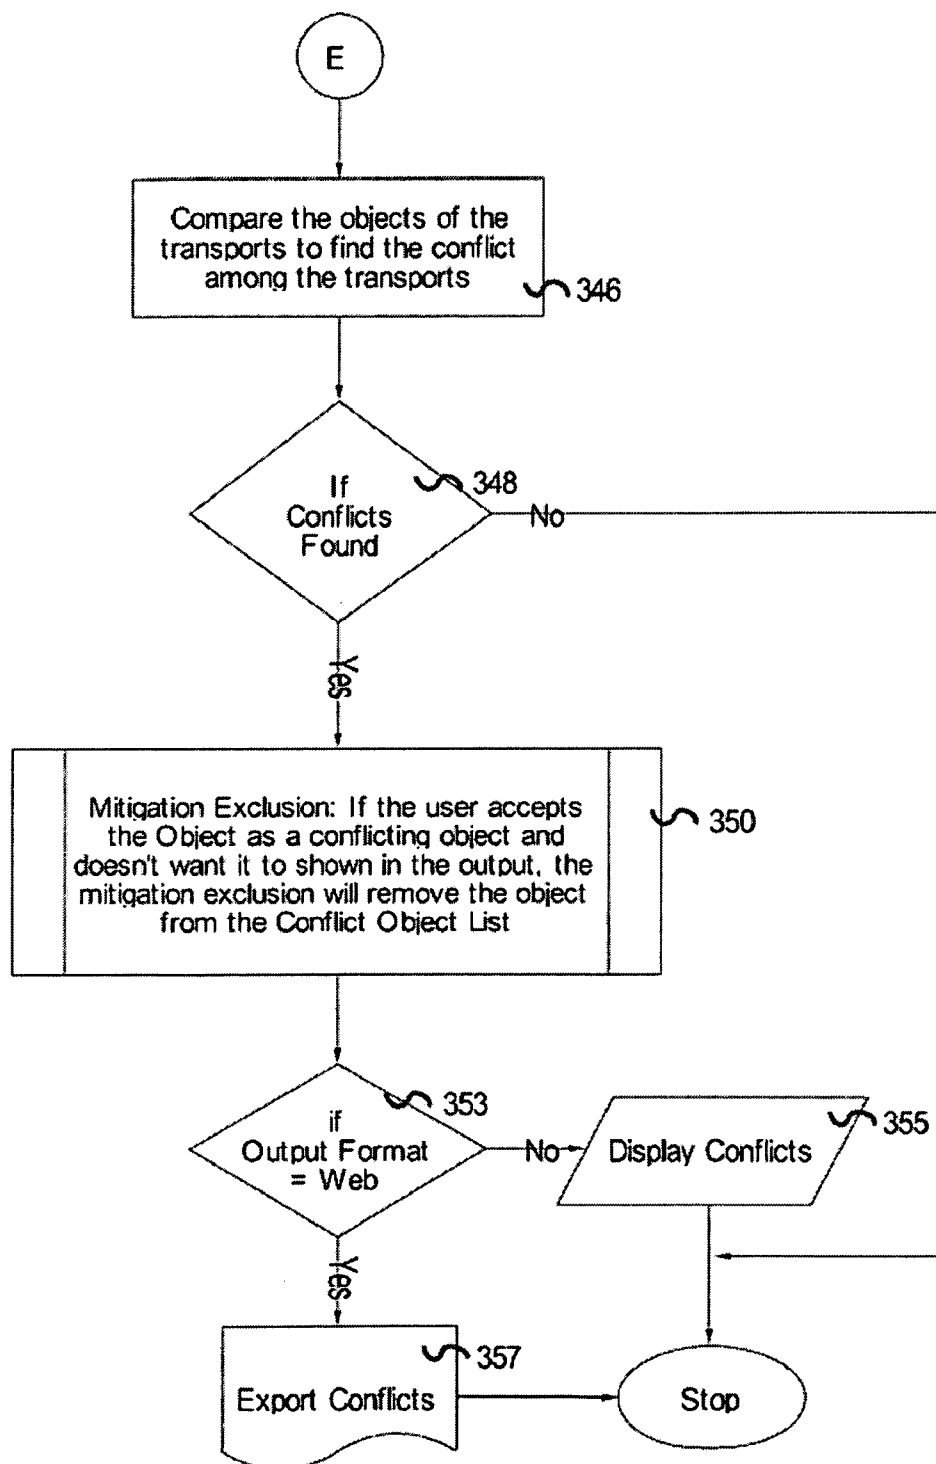 E
Compare the objects of the
transports to find the conflict
among the transports
346
348
If
Conflicts
Found
No
Yes
Mitigation Exclusion: If the user accepts
the Object as a conflicting object and
doesn't want it to shown in the output, the
mitigation exclusion will remove the object
from the Conflict Object List
350
353
if
Output Format
= Web
No
Display Conflicts
355
Yes
357
Export Conflicts
Stop